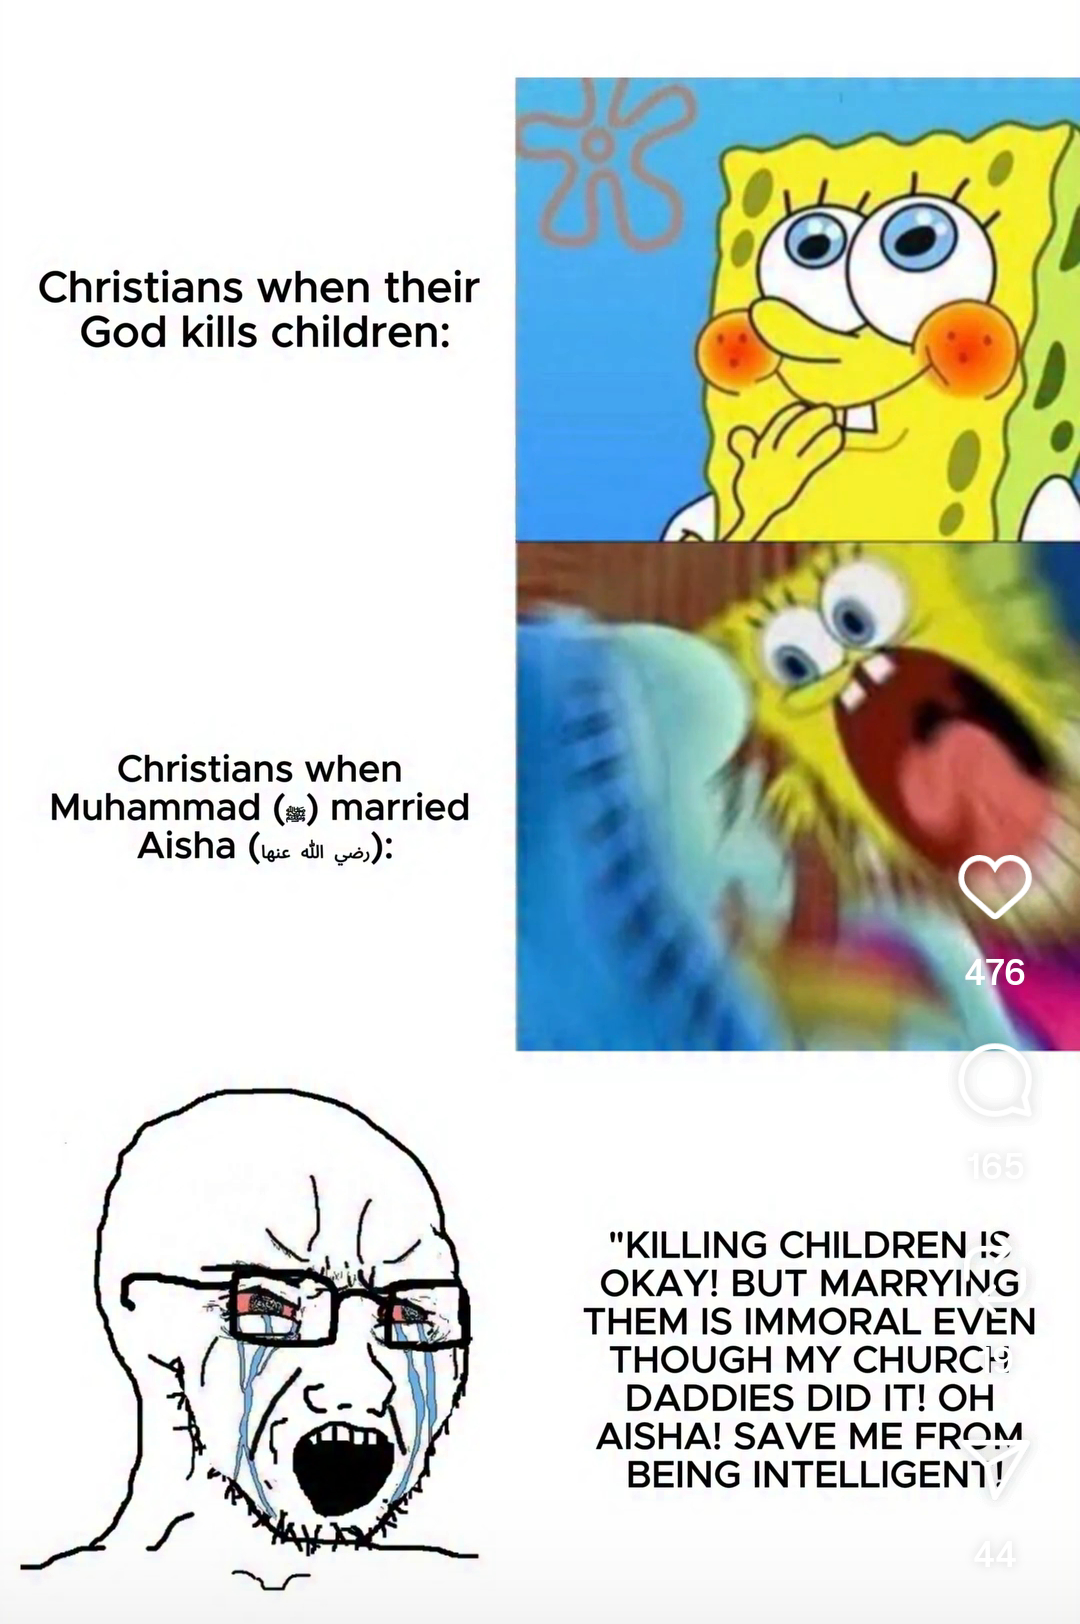 Christians when their
God kills children:
Christians when
Muhammad (ﷺ) married
Aisha (رضي الله عنها):
476
165
"KILLING CHILDREN IS
OKAY! BUT MARRYING
THEM IS IMMORAL EVEN
THOUGH MY CHURCH
DADDIES DID IT! OH
AISHA! SAVE ME FROM
BEING INTELLIGENT!
44